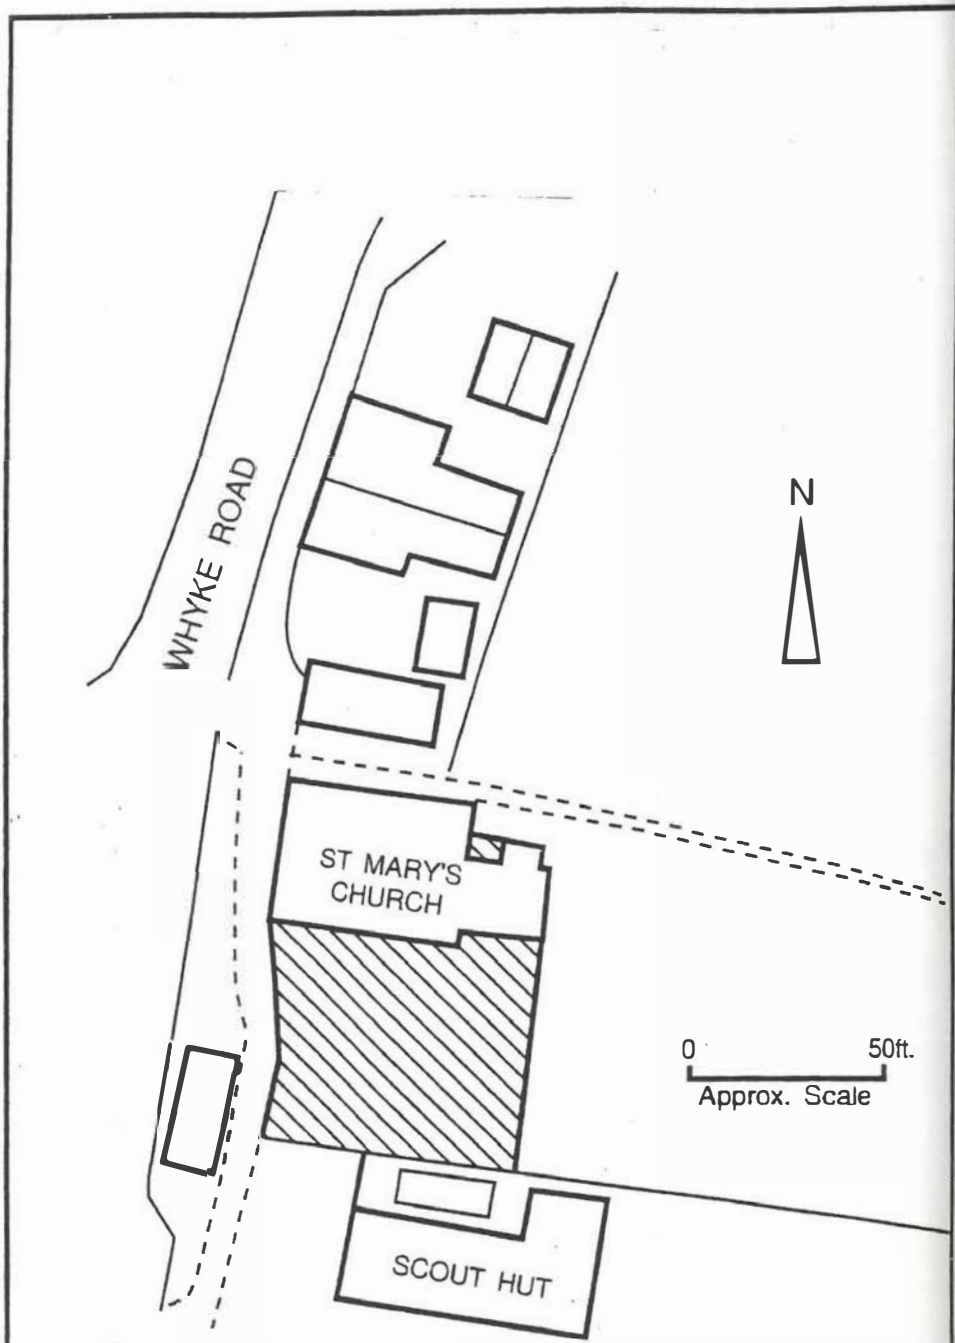 WHYKE ROAD
N
ST MARY'S
CHURCH
0 50ft.
Approx. Scale
SCOUT HUT